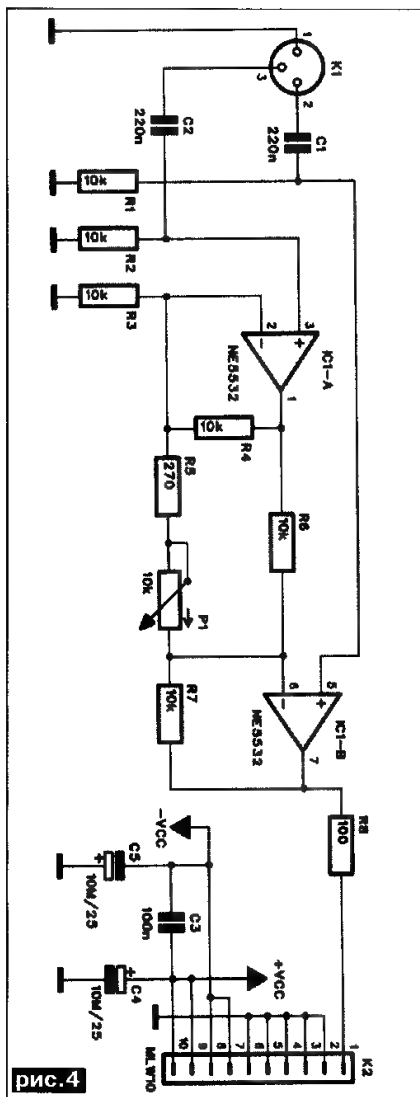 1
3
2
K1
C2
220n
C1
220n
10k
R1
10k
R2
10k
R3
2
3
−
+
IC1-A
NE5532
1
10k
R4
R5
270
R6
10k
10k
P1
R7
10k
6
5
−
+
IC1-B
NE5532
7
R8
100
-VCC
C5
+
10M/25
C3
100n
+VCC
+
C4
10M/25
10
9
8
7
6
5
4
3
2
1
K2
MLW10
рис.4